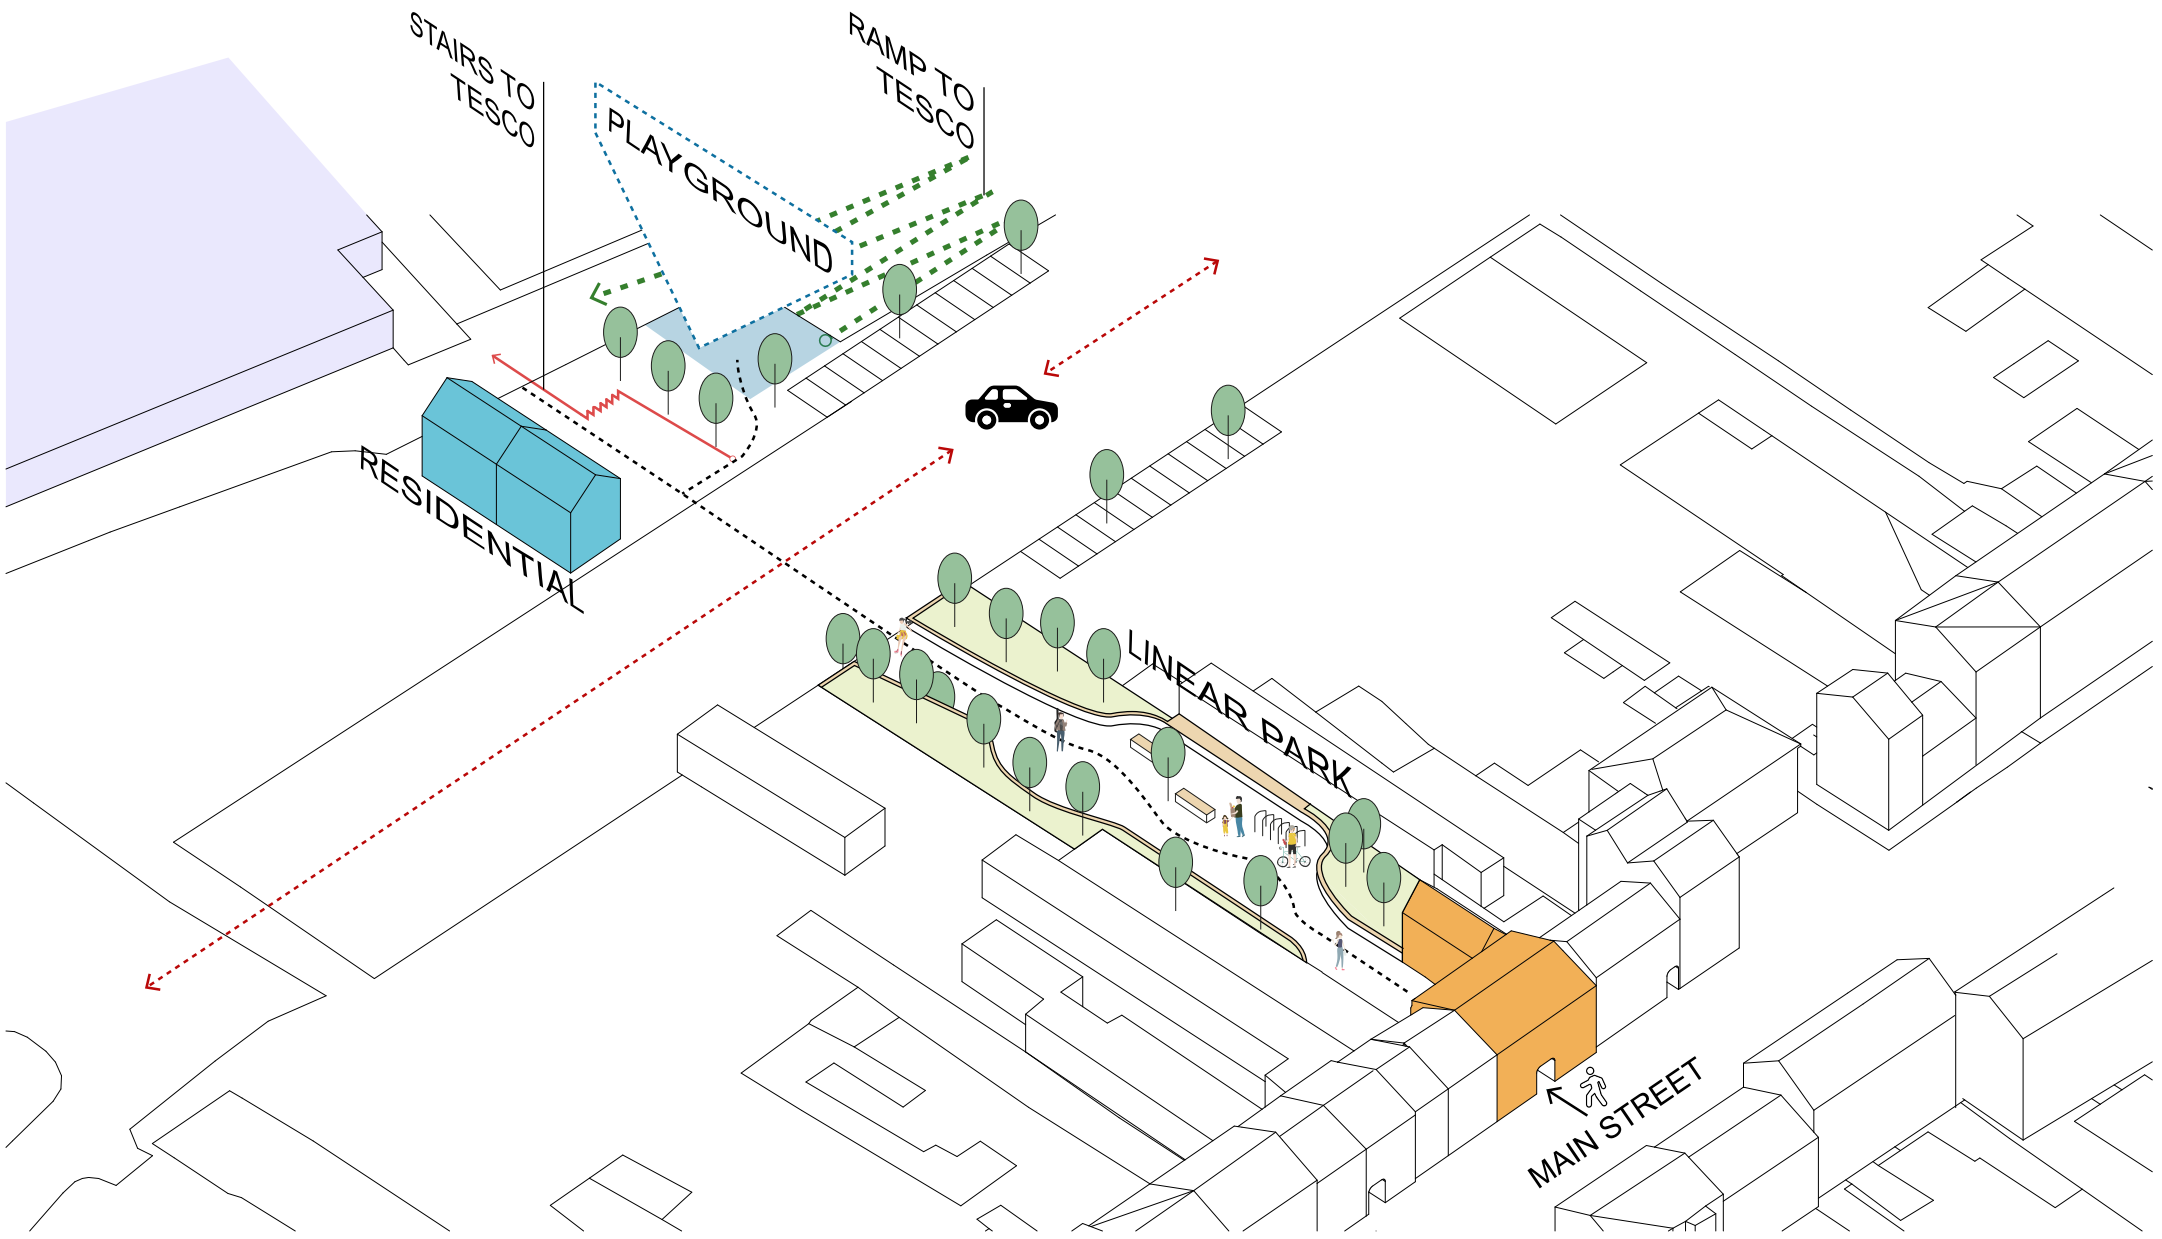 STAIRS TO
TESCO
PLAYGROUND
RAMP TO
TESCO
RESIDENTIAL
LINEAR PARK
MAIN STREET